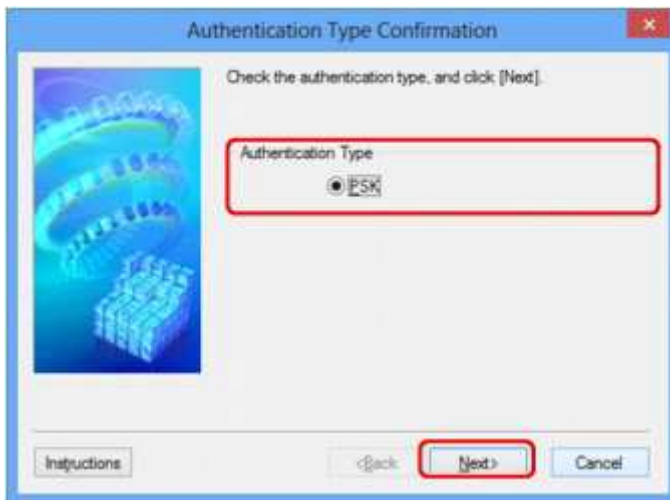 Authentication Type Confirmation
Check the authentication type, and click [Next].
Authentication Type
PSK
Instructions
<Back
Next>
Cancel